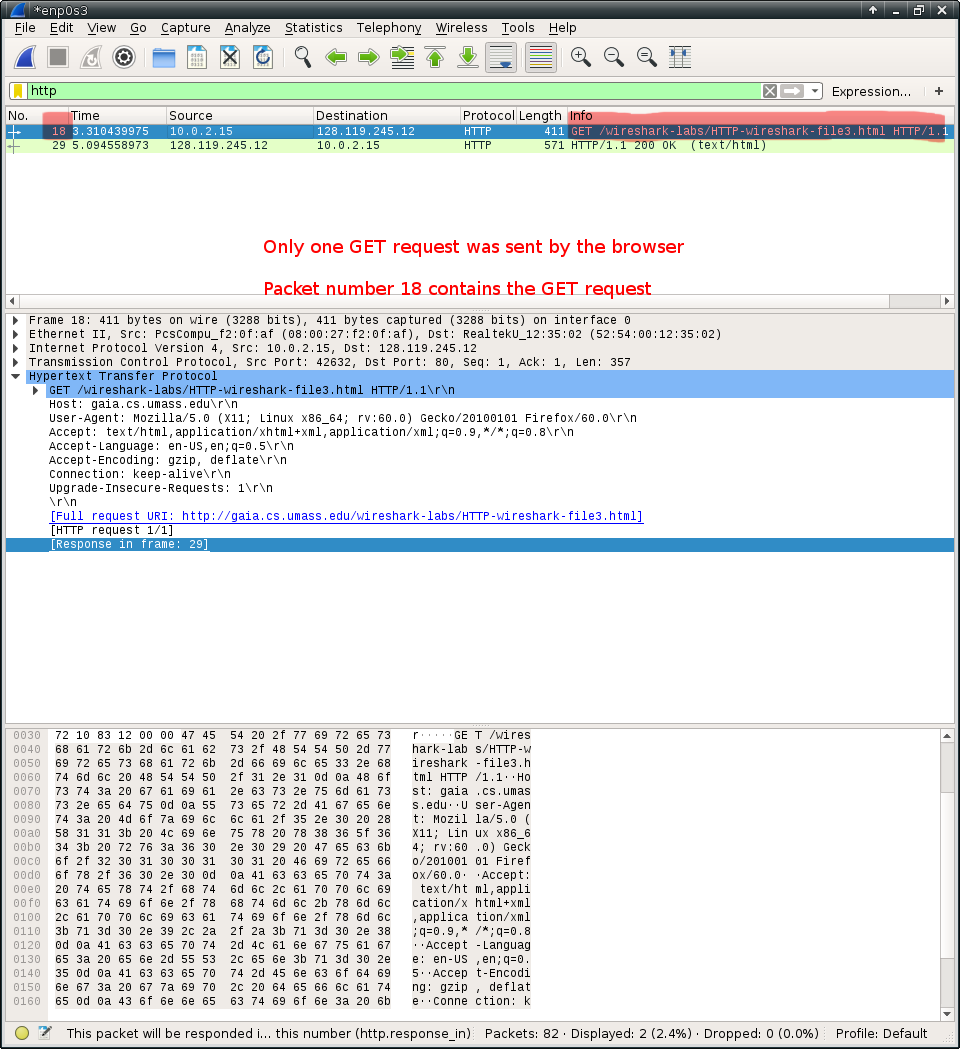 *enp0s3
File Edit View Go Capture Analyze Statistics Telephony Wireless Tools Help
http Expression... +
No. Time Source Destination Protocol Length Info
18 3.310439975 10.0.2.15 128.119.245.12 HTTP 411 GET /wireshark-labs/HTTP-wireshark-file3.html HTTP/1.1
29 5.094558973 128.119.245.12 10.0.2.15 HTTP 571 HTTP/1.1 200 OK (text/html)
Only one GET request was sent by the browser
Packet number 18 contains the GET request
Frame 18: 411 bytes on wire (3288 bits), 411 bytes captured (3288 bits) on interface 0
Ethernet II, Src: PcsCompu_f2:0f:af (08:00:27:f2:0f:af), Dst: RealtekU_12:35:02 (52:54:00:12:35:02)
Internet Protocol Version 4, Src: 10.0.2.15, Dst: 128.119.245.12
Transmission Control Protocol, Src Port: 42632, Dst Port: 80, Seq: 1, Ack: 1, Len: 357
Hypertext Transfer Protocol
GET /wireshark-labs/HTTP-wireshark-file3.html HTTP/1.1\r\n
Host: gaia.cs.umass.edu\r\n
User-Agent: Mozilla/5.0 (X11; Linux x86_64; rv:60.0) Gecko/20100101 Firefox/60.0\r\n
Accept: text/html,application/xhtml+xml,application/xml;q=0.9,*/*;q=0.8\r\n
Accept-Language: en-US,en;q=0.5\r\n
Accept-Encoding: gzip, deflate\r\n
Connection: keep-alive\r\n
Upgrade-Insecure-Requests: 1\r\n
\r\n
[Full request URI: http://gaia.cs.umass.edu/wireshark-labs/HTTP-wireshark-file3.html]
[HTTP request 1/1]
[Response in frame: 29]
0030 72 10 83 12 00 00 47 45 54 20 2f 77 69 72 65 73 r·····GE T /wires
0040 68 61 72 6b 2d 6c 61 62 73 2f 48 54 54 50 2d 77 hark-lab s/HTTP-w
0050 69 72 65 73 68 61 72 6b 2d 66 69 6c 65 33 2e 68 ireshark -file3.h
0060 74 6d 6c 20 48 54 54 50 2f 31 2e 31 0d 0a 48 6f tml HTTP /1.1··Ho
0070 73 74 3a 20 67 61 69 61 2e 63 73 2e 75 6d 61 73 st: gaia .cs.umas
0080 73 2e 65 64 75 0d 0a 55 73 65 72 2d 41 67 65 6e s.edu··U ser-Agen
0090 74 3a 20 4d 6f 7a 69 6c 6c 61 2f 35 2e 30 20 28 t: Mozil la/5.0 (
00a0 58 31 31 3b 20 4c 69 6e 75 78 20 78 38 36 5f 36 X11; Lin ux x86_6
00b0 34 3b 20 72 76 3a 36 30 2e 30 29 20 47 65 63 6b 4; rv:60 .0) Geck
00c0 6f 2f 32 30 31 30 30 31 30 31 20 46 69 72 65 66 o/201001 01 Firef
00d0 6f 78 2f 36 30 2e 30 0d 0a 41 63 63 65 70 74 3a ox/60.0· ·Accept:
00e0 20 74 65 78 74 2f 68 74 6d 6c 2c 61 70 70 6c 69 text/ht ml,appli
00f0 63 61 74 69 6f 6e 2f 78 68 74 6d 6c 2b 78 6d 6c cation/x html+xml
0100 2c 61 70 70 6c 69 63 61 74 69 6f 6e 2f 78 6d 6c ,applica tion/xml
0110 3b 71 3d 30 2e 39 2c 2a 2f 2a 3b 71 3d 30 2e 38 ;q=0.9,* /*;q=0.8
0120 0d 0a 41 63 63 65 70 74 2d 4c 61 6e 67 75 61 67 ··Accept -Languag
0130 65 3a 20 65 6e 2d 55 53 2c 65 6e 3b 71 3d 30 2e e: en-US ,en;q=0.
0140 35 0d 0a 41 63 63 65 70 74 2d 45 6e 63 6f 64 69 5··Accep t-Encodi
0150 6e 67 3a 20 67 7a 69 70 2c 20 64 65 66 6c 61 74 ng: gzip , deflat
0160 65 0d 0a 43 6f 6e 6e 65 63 74 69 6f 6e 3a 20 6b e··Conne ction: k
This packet will be responded i... this number (http.response_in) Packets: 82 · Displayed: 2 (2.4%) · Dropped: 0 (0.0%) Profile: Default